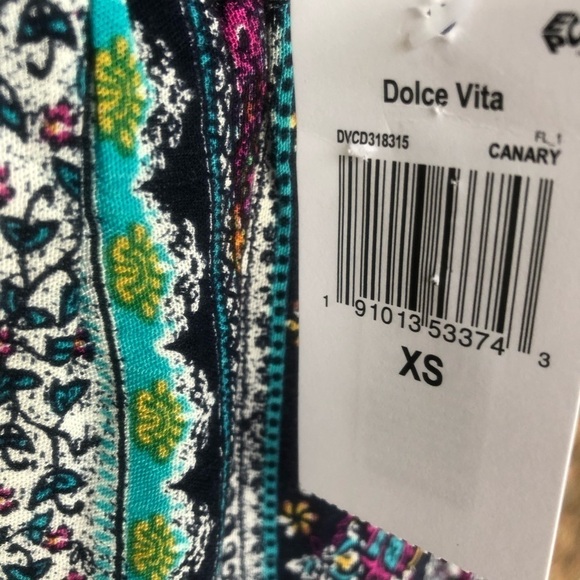 Dolce Vita
DVCD318315
FL_1
CANARY
1 91013 53374 3
XS